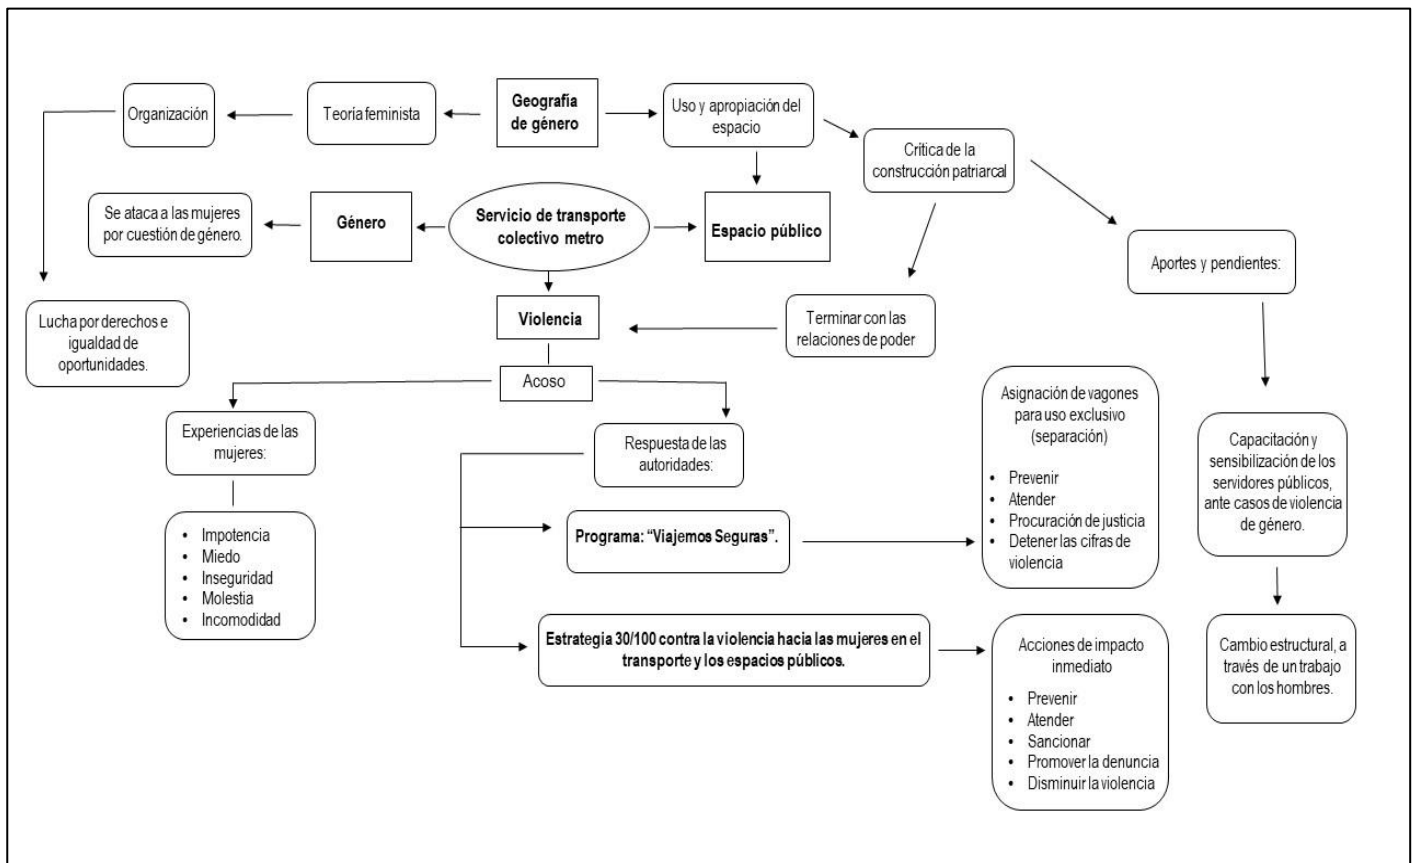 Organización
Teoría feminista
Geografía
de género
Uso y apropiación del
espacio
Critica de la
construcción patriarcal
Se ataca a las mujeres
por cuestión de género.
Género
Servicio de transporte
colectivo metro
Espacio público
Aportes y pendientes:
Lucha por derechos e
igualdad de
oportunidades.
Violencia
Terminar con las
relaciones de poder
Acoso
Experiencias de las
mujeres:
Respuesta de las
autoridades:
Asignación de vagones
para uso exclusivo
(separación)
• Prevenir
• Atender
• Procuración de justicia
• Detener las cifras de
violencia
Capacitación y
sensibilización de los
servidores públicos,
ante casos de violencia
de género.
• Impotencia
• Miedo
• Inseguridad
• Molestia
• Incomodidad
Programa: “Viajemos Seguras”.
Estrategia 30/100 contra la violencia hacia las mujeres en el
transporte y los espacios públicos.
Acciones de impacto
inmediato
• Prevenir
• Atender
• Sancionar
• Promover la denuncia
• Disminuir la violencia
Cambio estructural, a
través de un trabajo
con los hombres.